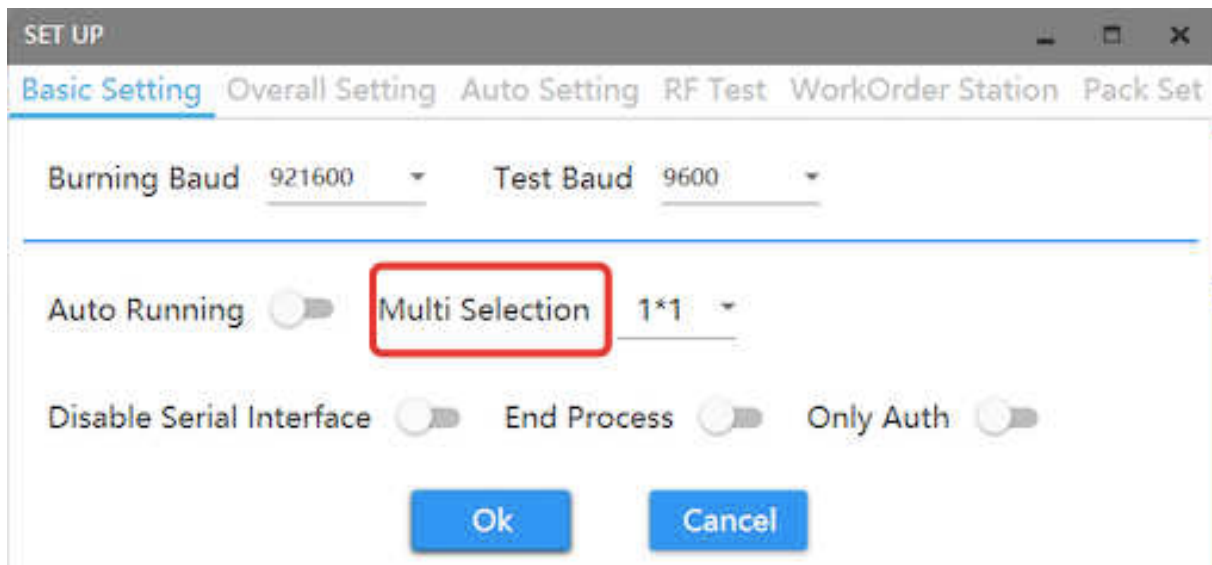 SET UP
Basic Setting Overall Setting Auto Setting RF Test WorkOrder Station Pack Set
Burning Baud 921600 Test Baud 9600
Auto Running Multi Selection 1*1
Disable Serial Interface End Process Only Auth
Ok Cancel